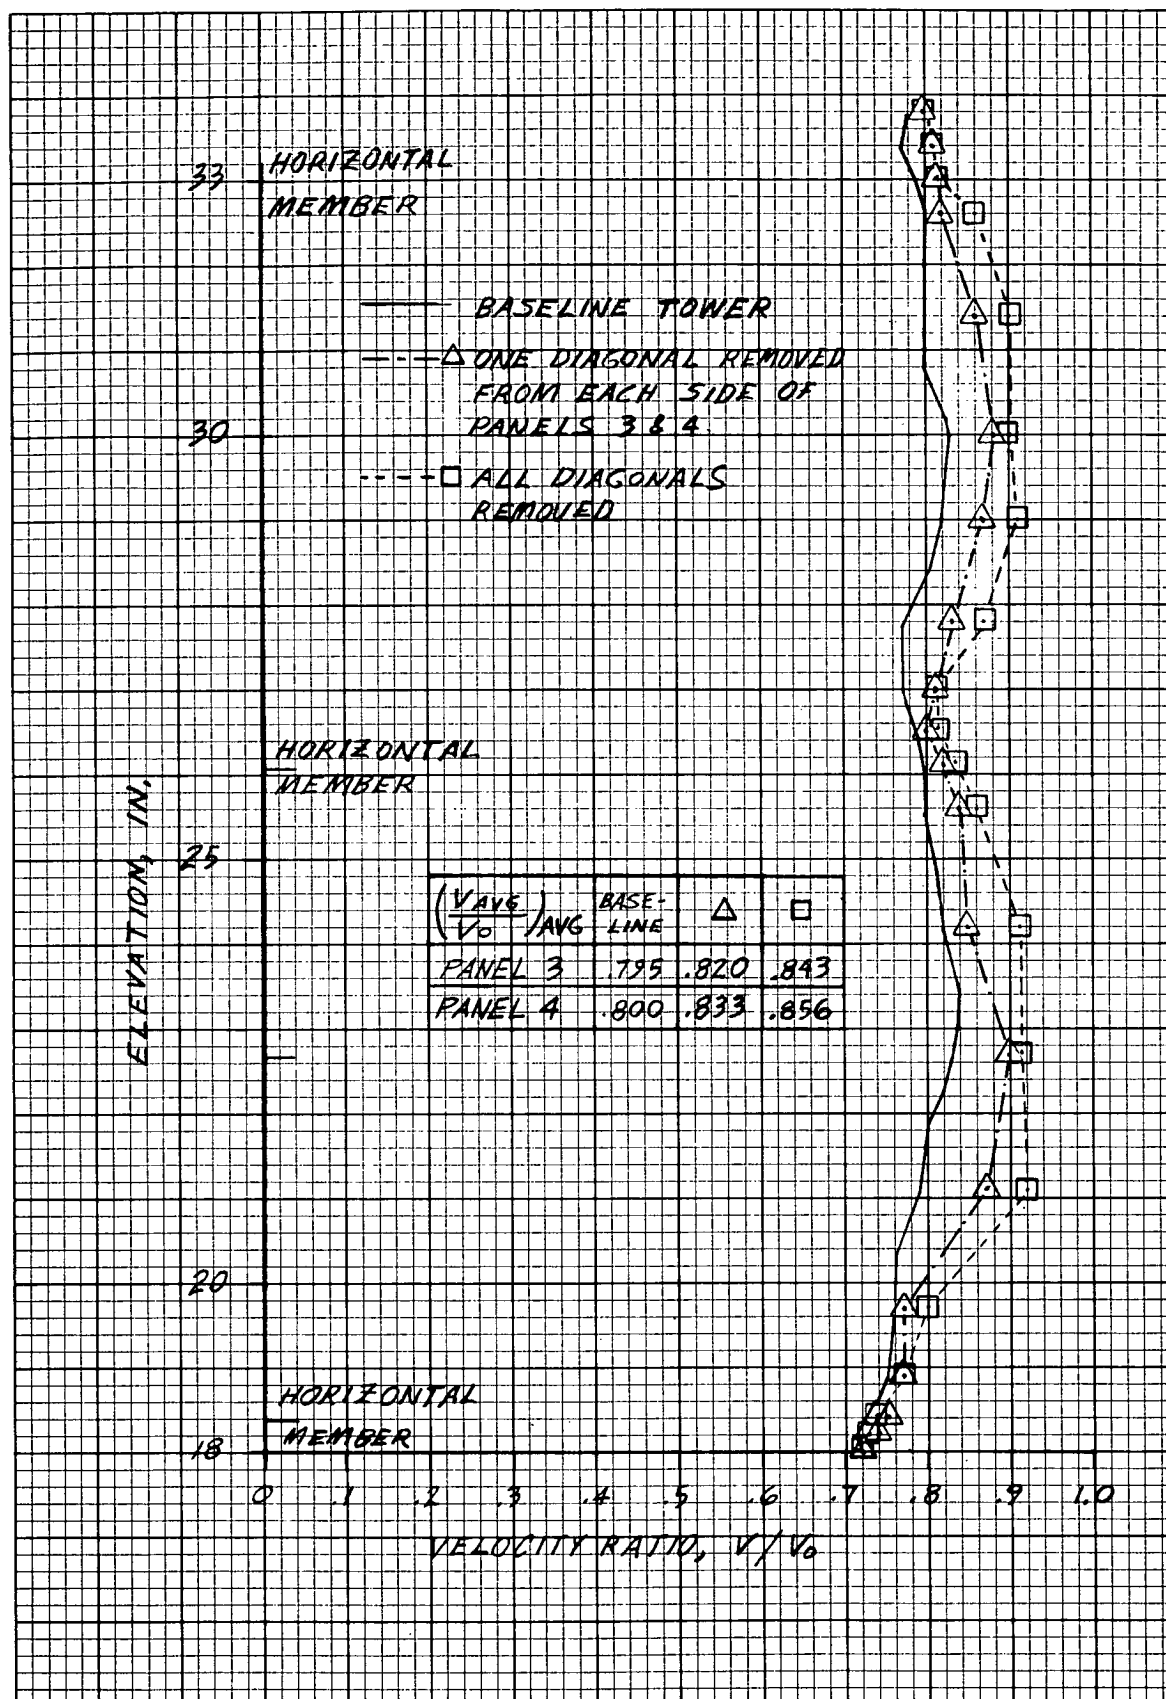 33
HORIZONTAL
MEMBER
BASELINE TOWER
ONE DIAGONAL REMOVED
FROM EACH SIDE OF
PANELS 3 & 4.
30
ALL DIAGONALS
REMOVED
HORIZONTAL
MEMBER
ELEVATION, IN.
25
(VAVG/V0)AVG BASE-LINE △ □
PANEL 3 .795 .820 .843
PANEL 4 .800 .833 .856
20
HORIZONTAL
MEMBER
18
0 .1 .2 .3 .4 .5 .6 .7 .8 .9 1.0
VELOCITY RATIO, V/V0